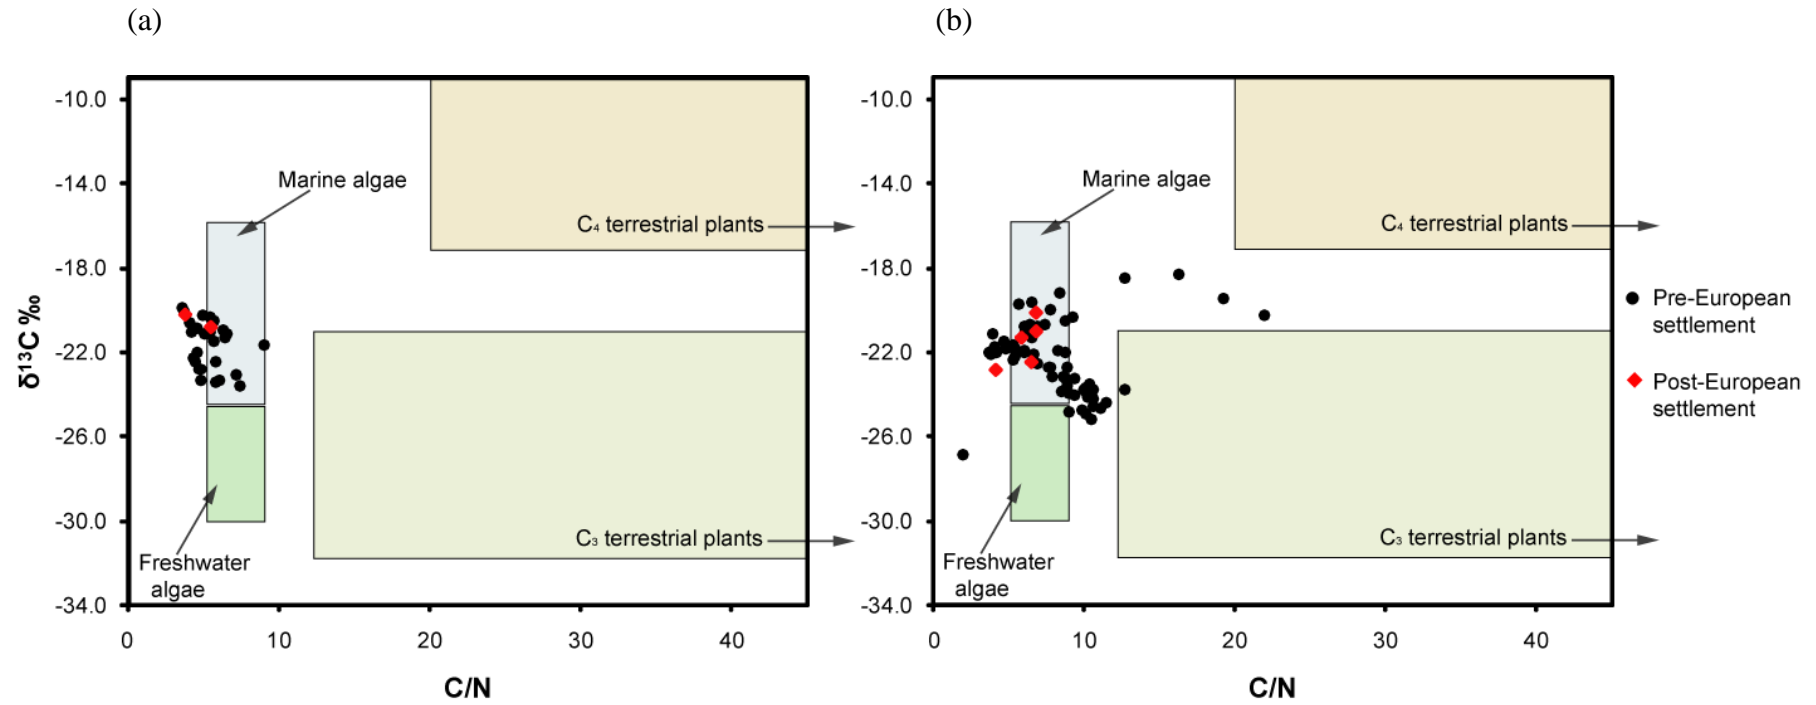 (a)
(b)
-10.0
-14.0
-18.0
-22.0
-26.0
-30.0
-34.0
δ¹³C ‰
Marine algae
C₄ terrestrial plants
C₃ terrestrial plants
Freshwater
algae
0
10
20
30
40
C/N
-10.0
-14.0
-18.0
-22.0
-26.0
-30.0
-34.0
Marine algae
C₄ terrestrial plants
C₃ terrestrial plants
Freshwater
algae
0
10
20
30
40
C/N
Pre-European
settlement
Post-European
settlement